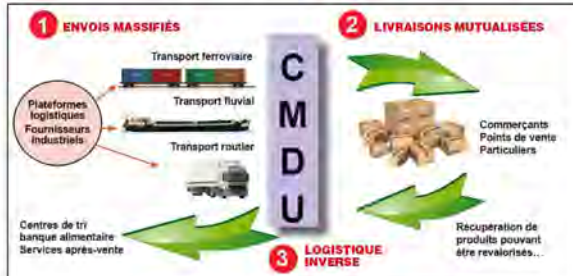 1 ENVOIS MASSIFIÉS
Transport ferroviaire
Plateformes
logistiques
Fournisseurs
industriels
Transport fluvial
Transport routier
C
M
D
U
2 LIVRAISONS MUTUALISÉES
Commerçants
Points de vente
Particuliers
Récupération de
produits pouvant
être revalorisés...
3 LOGISTIQUE
INVERSE
Centres de tri
banque alimentaire
Services après-vente